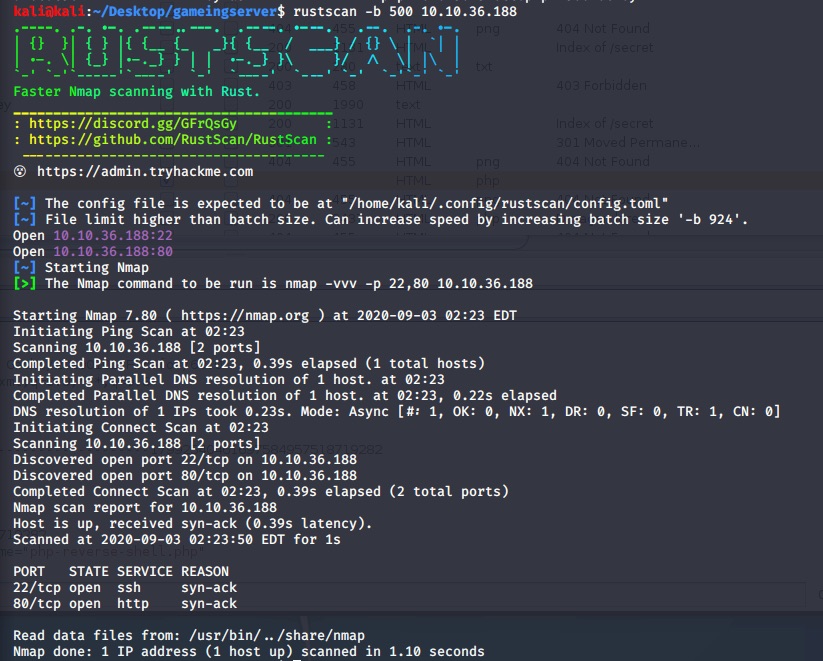 kali@kali:~/Desktop/gameingserver$ rustscan -b 500 10.10.36.188
.----. .-. .-. .----..---.  .----. .---.   .--.  .-. .-.
| {}  }| { } |{ {__ {_   _}{ {__  /  ___} / {} \ |  `| |
| .-. \| {_} |.-._} } | |  .-._} }\     }/  /\  \| |\  |
`-' `-'`-----'`----'  `-'  `----'  `---' `-'  `-'`-' `-'
Faster Nmap scanning with Rust.
: https://discord.gg/GFrQsGy :
: https://github.com/RustScan/RustScan :
😵 https://admin.tryhackme.com
[~] The config file is expected to be at "/home/kali/.config/rustscan/config.toml"
[~] File limit higher than batch size. Can increase speed by increasing batch size '-b 924'.
Open 10.10.36.188:22
Open 10.10.36.188:80
[~] Starting Nmap
[>] The Nmap command to be run is nmap -vvv -p 22,80 10.10.36.188
Starting Nmap 7.80 ( https://nmap.org ) at 2020-09-03 02:23 EDT
Initiating Ping Scan at 02:23
Scanning 10.10.36.188 [2 ports]
Completed Ping Scan at 02:23, 0.39s elapsed (1 total hosts)
Initiating Parallel DNS resolution of 1 host. at 02:23
Completed Parallel DNS resolution of 1 host. at 02:23, 0.22s elapsed
DNS resolution of 1 IPs took 0.23s. Mode: Async [#: 1, OK: 0, NX: 1, DR: 0, SF: 0, TR: 1, CN: 0]
Initiating Connect Scan at 02:23
Scanning 10.10.36.188 [2 ports]
Discovered open port 22/tcp on 10.10.36.188
Discovered open port 80/tcp on 10.10.36.188
Completed Connect Scan at 02:23, 0.39s elapsed (2 total ports)
Nmap scan report for 10.10.36.188
Host is up, received syn-ack (0.39s latency).
Scanned at 2020-09-03 02:23:50 EDT for 1s
PORT   STATE SERVICE REASON
22/tcp open  ssh     syn-ack
80/tcp open  http    syn-ack
Read data files from: /usr/bin/../share/nmap
Nmap done: 1 IP address (1 host up) scanned in 1.10 seconds